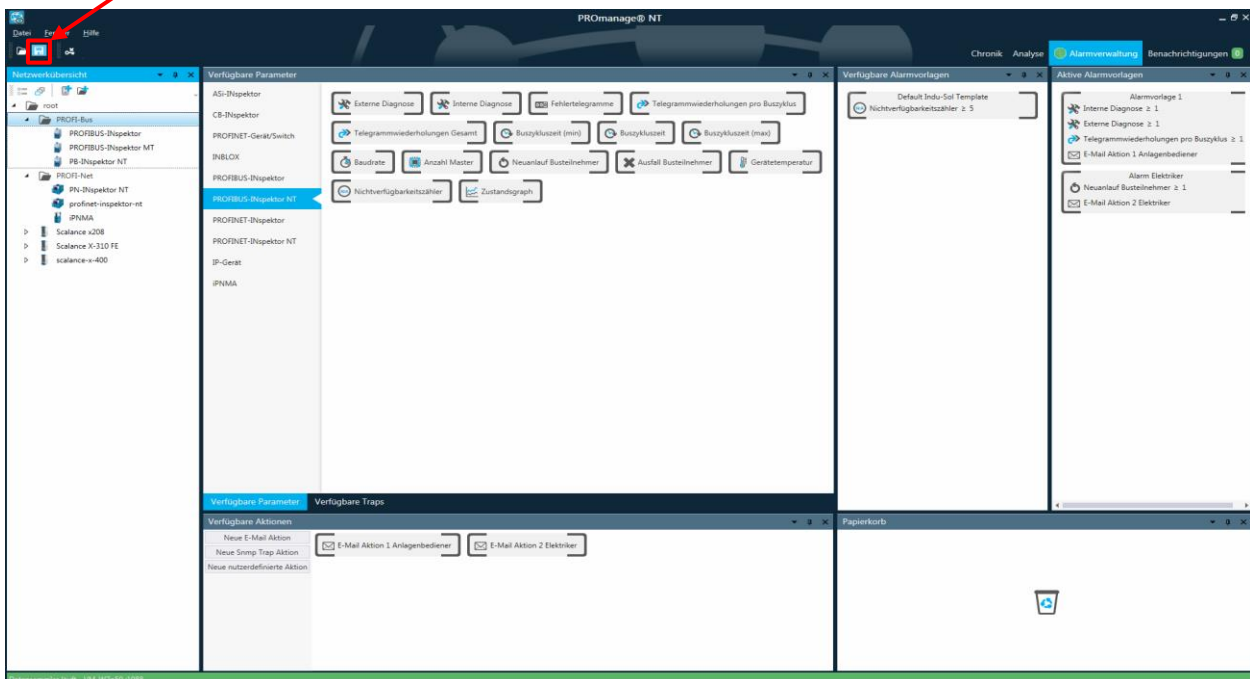 PROmanage® NT
Datei Fenster Hilfe
Chronik Analyse Alarmverwaltung Benachrichtigungen 0
Netzwerkübersicht
root
PROFI-Bus
PROFIBUS-INspektor
PROFIBUS-INspektor MT
PB-INspektor NT
PROFI-Net
PN-INspektor NT
profinet-inspektor-nt
iPNMA
Scalance x208
Scalance X-310 FE
scalance-x-400
Verfügbare Parameter
ASi-INspektor
CB-INspektor
PROFINET-Gerät/Switch
INBLOX
PROFIBUS-INspektor
PROFIBUS-INspektor NT
PROFINET-INspektor
PROFINET-INspektor NT
IP-Gerät
iPNMA
Externe Diagnose Interne Diagnose Fehlertelegramme Telegrammwiederholungen pro Buszyklus
Telegrammwiederholungen Gesamt Buszykluszeit (min) Buszykluszeit Buszykluszeit (max)
Baudrate Anzahl Master Neuanlauf Busteilnehmer Ausfall Busteilnehmer Gerätetemperatur
Nichtverfügbarkeitszähler Zustandsgraph
Verfügbare Parameter Verfügbare Traps
Verfügbare Alarmvorlagen
Default Indu-Sol Template
Nichtverfügbarkeitszähler ≥ 5
Aktive Alarmvorlagen
Alarmvorlage 1
Interne Diagnose ≥ 1
Externe Diagnose ≥ 1
Telegrammwiederholungen pro Buszyklus ≥ 1
E-Mail Aktion 1 Anlagenbediener
Alarm Elektriker
Neuanlauf Busteilnehmer ≥ 1
E-Mail Aktion 2 Elektriker
Verfügbare Aktionen
Neue E-Mail Aktion
Neue Snmp Trap Aktion
Neue nutzerdefinierte Aktion
E-Mail Aktion 1 Anlagenbediener E-Mail Aktion 2 Elektriker
Papierkorb